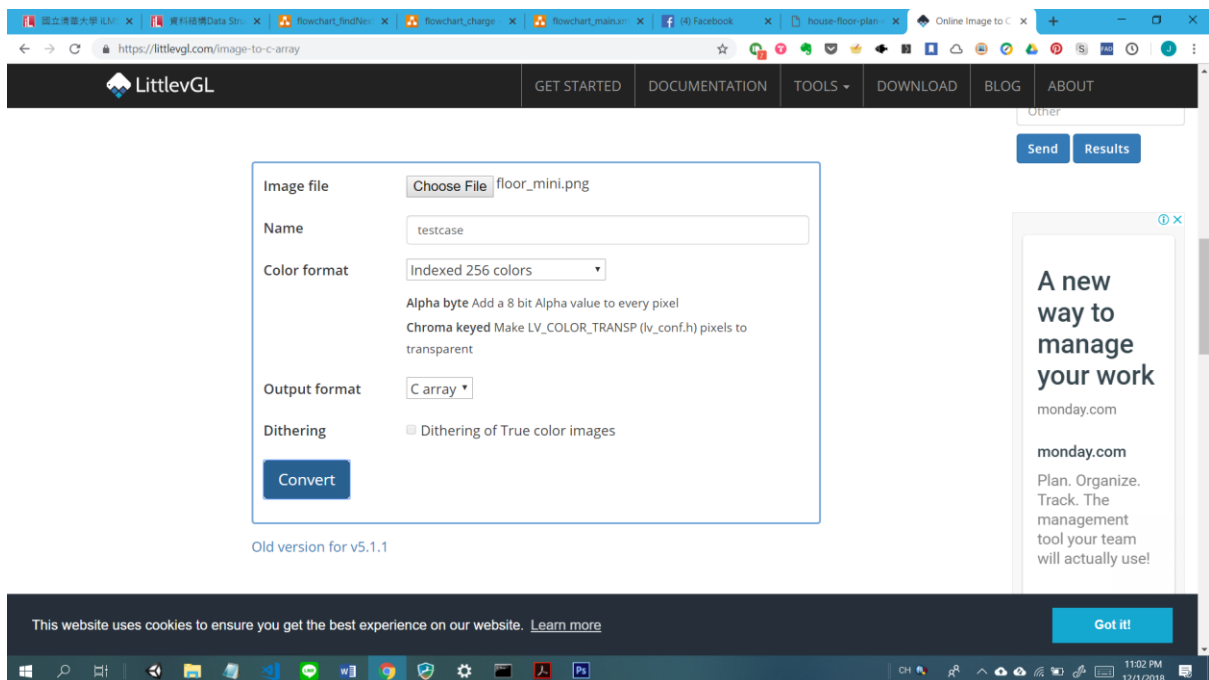 國立清華大學 iLM
資料結構Data Stru
flowchart_findNex
flowchart_charge -
flowchart_main.xm
(4) Facebook
house-floor-plan-
Online Image to C
https://littlevgl.com/image-to-c-array
LittlevGL
GET STARTED
DOCUMENTATION
TOOLS
DOWNLOAD
BLOG
ABOUT
Other
Send
Results
Image file
Choose File
floor_mini.png
Name
testcase
Color format
Indexed 256 colors
Alpha byte Add a 8 bit Alpha value to every pixel
Chroma keyed Make LV_COLOR_TRANSP (lv_conf.h) pixels to
transparent
Output format
C array
Dithering
Dithering of True color images
Convert
Old version for v5.1.1
A new
way to
manage
your work
monday.com
monday.com
Plan. Organize.
Track. The
management
tool your team
will actually use!
This website uses cookies to ensure you get the best experience on our website. Learn more
Got it!
CH
11:02 PM
12/1/2018